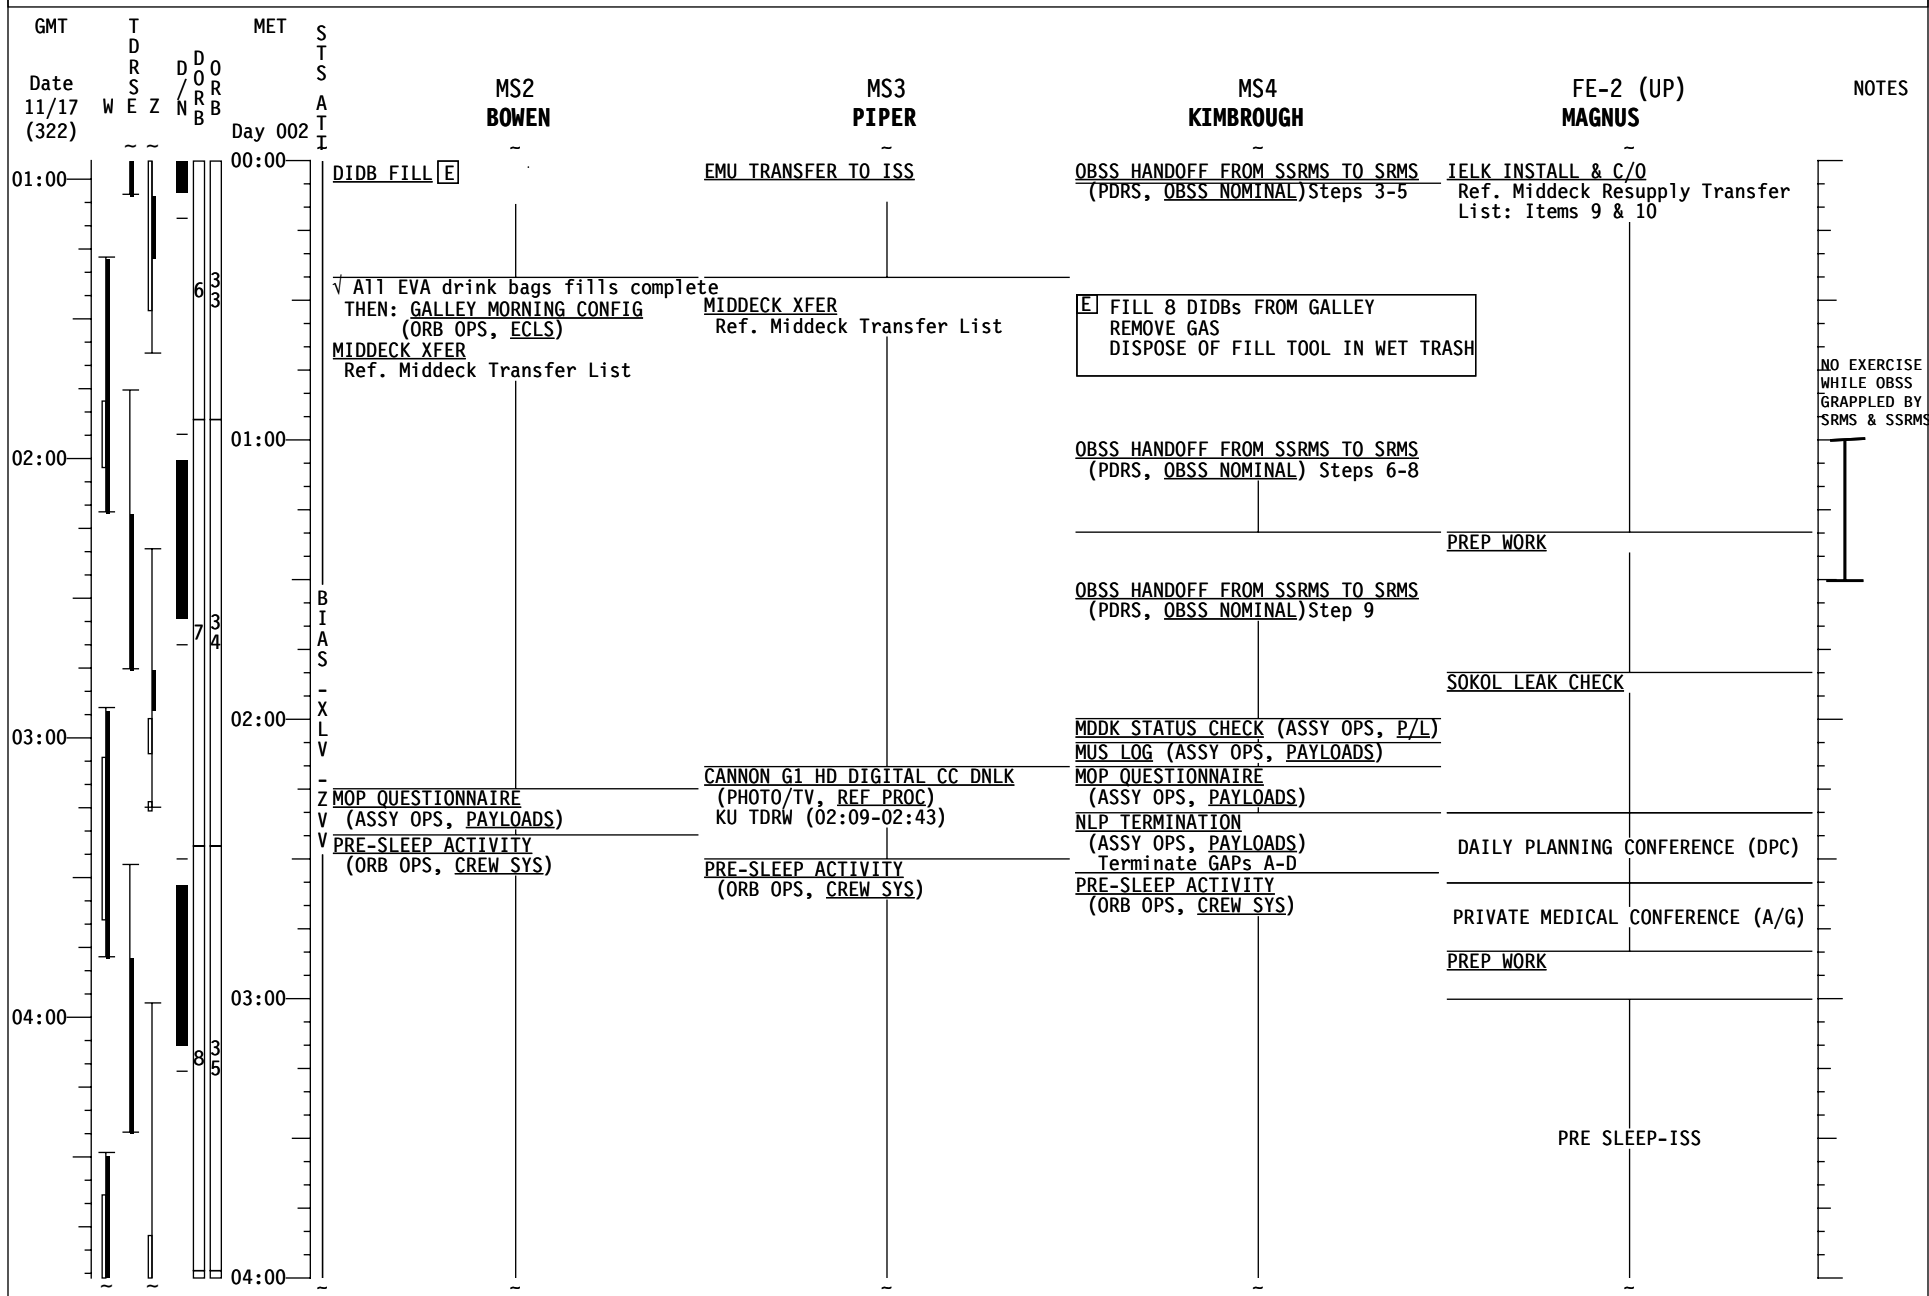 GMT
Date
11/17
(322)
TDRS
W E Z
D/N
DORB
ORB
MET
Day 002
STS ATT
MS2
BOWEN
MS3
PIPER
MS4
KIMBROUGH
FE-2 (UP)
MAGNUS
NOTES
01:00
02:00
03:00
04:00
6
7
8
33
34
35
00:00
01:00
02:00
03:00
04:00
BIAS -XLV -ZVV
DIDB FILL E
√ All EVA drink bags fills complete
THEN: GALLEY MORNING CONFIG
(ORB OPS, ECLS)
MIDDECK XFER
Ref. Middeck Transfer List
MOP QUESTIONNAIRE
(ASSY OPS, PAYLOADS)
PRE-SLEEP ACTIVITY
(ORB OPS, CREW SYS)
EMU TRANSFER TO ISS
MIDDECK XFER
Ref. Middeck Transfer List
CANNON G1 HD DIGITAL CC DNLK
(PHOTO/TV, REF PROC)
KU TDRW (02:09-02:43)
PRE-SLEEP ACTIVITY
(ORB OPS, CREW SYS)
OBSS HANDOFF FROM SSRMS TO SRMS
(PDRS, OBSS NOMINAL)Steps 3-5
E FILL 8 DIDBs FROM GALLEY
REMOVE GAS
DISPOSE OF FILL TOOL IN WET TRASH
OBSS HANDOFF FROM SSRMS TO SRMS
(PDRS, OBSS NOMINAL) Steps 6-8
OBSS HANDOFF FROM SSRMS TO SRMS
(PDRS, OBSS NOMINAL)Step 9
MDDK STATUS CHECK (ASSY OPS, P/L)
MUS LOG (ASSY OPS, PAYLOADS)
MOP QUESTIONNAIRE
(ASSY OPS, PAYLOADS)
NLP TERMINATION
(ASSY OPS, PAYLOADS)
Terminate GAPs A-D
PRE-SLEEP ACTIVITY
(ORB OPS, CREW SYS)
IELK INSTALL & C/O
Ref. Middeck Resupply Transfer
List: Items 9 & 10
PREP WORK
SOKOL LEAK CHECK
DAILY PLANNING CONFERENCE (DPC)
PRIVATE MEDICAL CONFERENCE (A/G)
PREP WORK
PRE SLEEP-ISS
NO EXERCISE
WHILE OBSS
GRAPPLED BY
SRMS & SSRMS